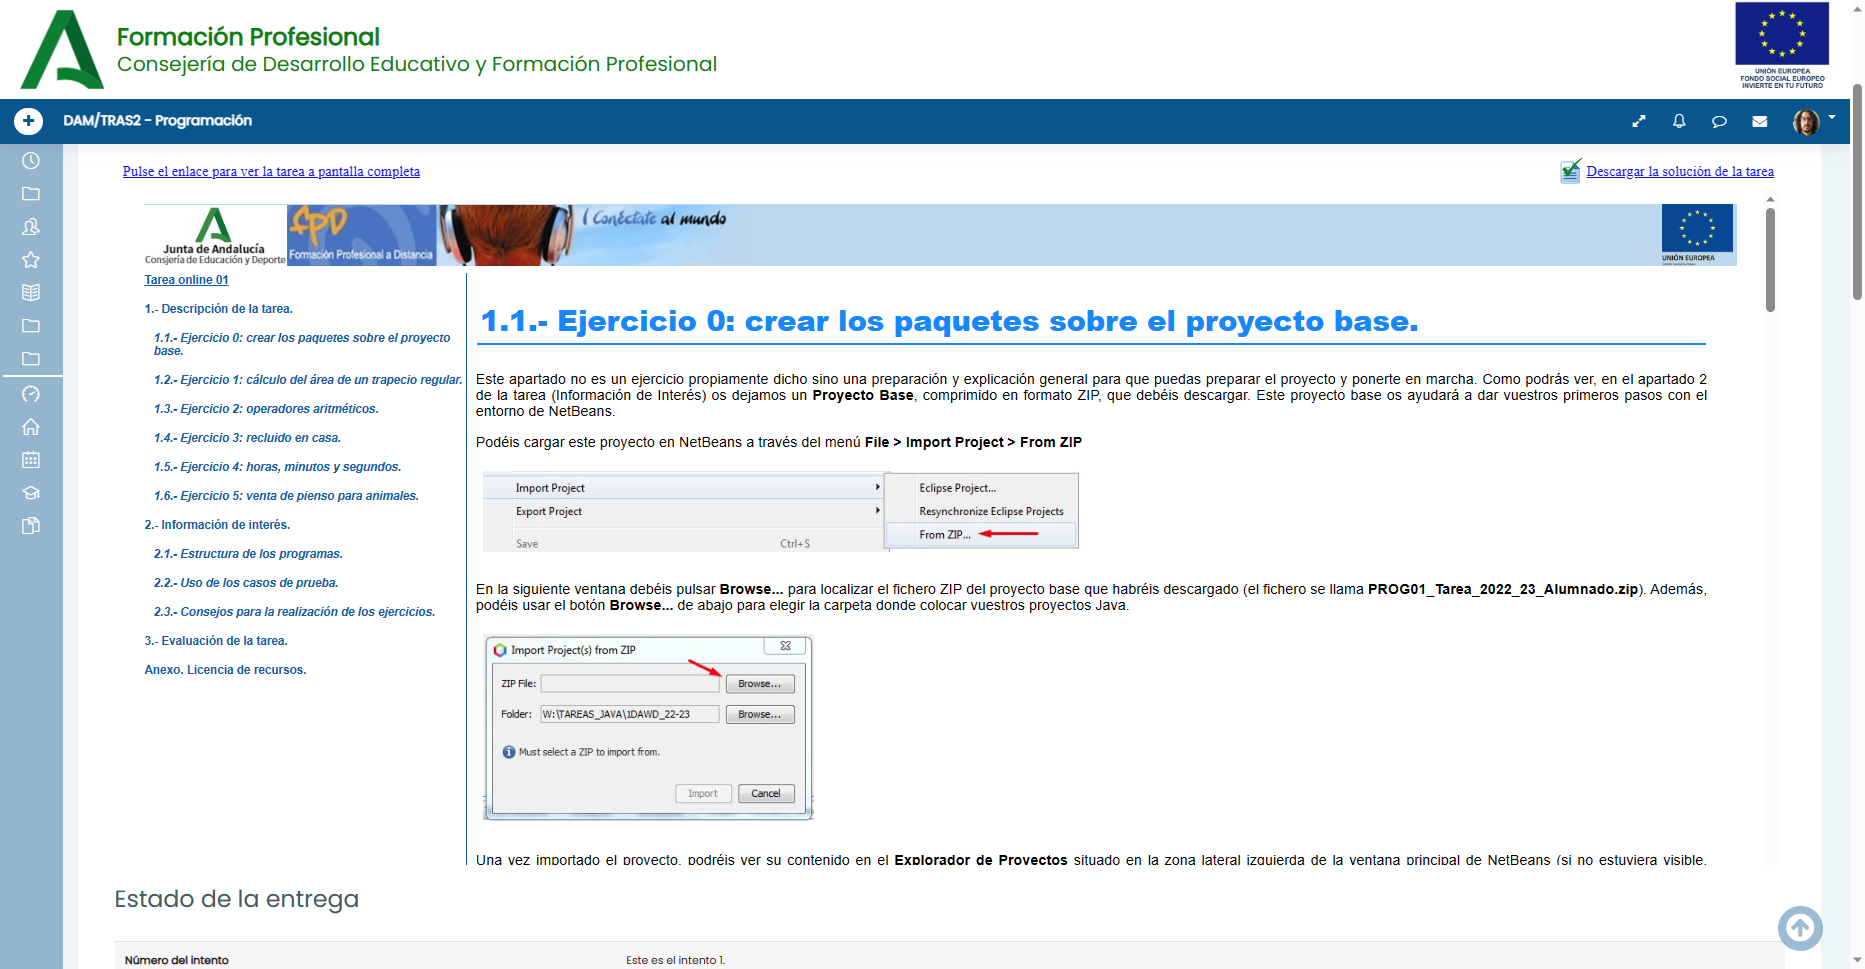 Formación Profesional
Consejería de Desarrollo Educativo y Formación Profesional
UNIÓN EUROPEA
FONDO SOCIAL EUROPEO
INVIERTE EN TU FUTURO
DAM/TRAS2 - Programación
Pulse el enlace para ver la tarea a pantalla completa
Descargar la solución de la tarea
Junta de Andalucía
Consejería de Educación y Deporte
fpD
Formación Profesional a Distancia
Conéctate al mundo
UNIÓN EUROPEA
Tarea online 01
1.- Descripción de la tarea.
1.1.- Ejercicio 0: crear los paquetes sobre el proyecto
base.
1.2.- Ejercicio 1: cálculo del área de un trapecio regular.
1.3.- Ejercicio 2: operadores aritméticos.
1.4.- Ejercicio 3: recluido en casa.
1.5.- Ejercicio 4: horas, minutos y segundos.
1.6.- Ejercicio 5: venta de pienso para animales.
2.- Información de interés.
2.1.- Estructura de los programas.
2.2.- Uso de los casos de prueba.
2.3.- Consejos para la realización de los ejercicios.
3.- Evaluación de la tarea.
Anexo. Licencia de recursos.
1.1.- Ejercicio 0: crear los paquetes sobre el proyecto base.
Este apartado no es un ejercicio propiamente dicho sino una preparación y explicación general para que puedas preparar el proyecto y ponerte en marcha. Como podrás ver, en el apartado 2
de la tarea (Información de Interés) os dejamos un Proyecto Base, comprimido en formato ZIP, que debéis descargar. Este proyecto base os ayudará a dar vuestros primeros pasos con el
entorno de NetBeans.
Podéis cargar este proyecto en NetBeans a través del menú File > Import Project > From ZIP
Import Project
Export Project
Save Ctrl+S
Eclipse Project...
Resynchronize Eclipse Projects
From ZIP...
En la siguiente ventana debéis pulsar Browse... para localizar el fichero ZIP del proyecto base que habréis descargado (el fichero se llama PROG01_Tarea_2022_23_Alumnado.zip). Además,
podéis usar el botón Browse... de abajo para elegir la carpeta donde colocar vuestros proyectos Java.
Import Project(s) from ZIP
ZIP File: Browse...
Folder: W:\TAREAS_JAVA\1DAWD_22-23 Browse...
Must select a ZIP to import from.
Import Cancel
Una vez importado el proyecto, podréis ver su contenido en el Explorador de Proyectos situado en la zona lateral izquierda de la ventana principal de NetBeans (si no estuviera visible,
Estado de la entrega
Número del intento Este es el intento 1.